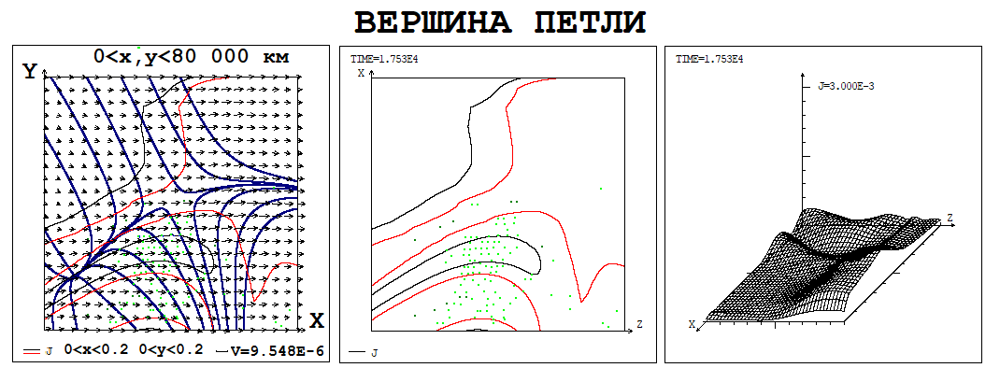 ВЕРШИНА ПЕТЛИ
0<x,y<80 000 км
Y
X
J 0<x<0.2 0<y<0.2 V=9.548E-6
TIME=1.753E4
X
Z
J
TIME=1.753E4
J=3.000E-3
Z
X